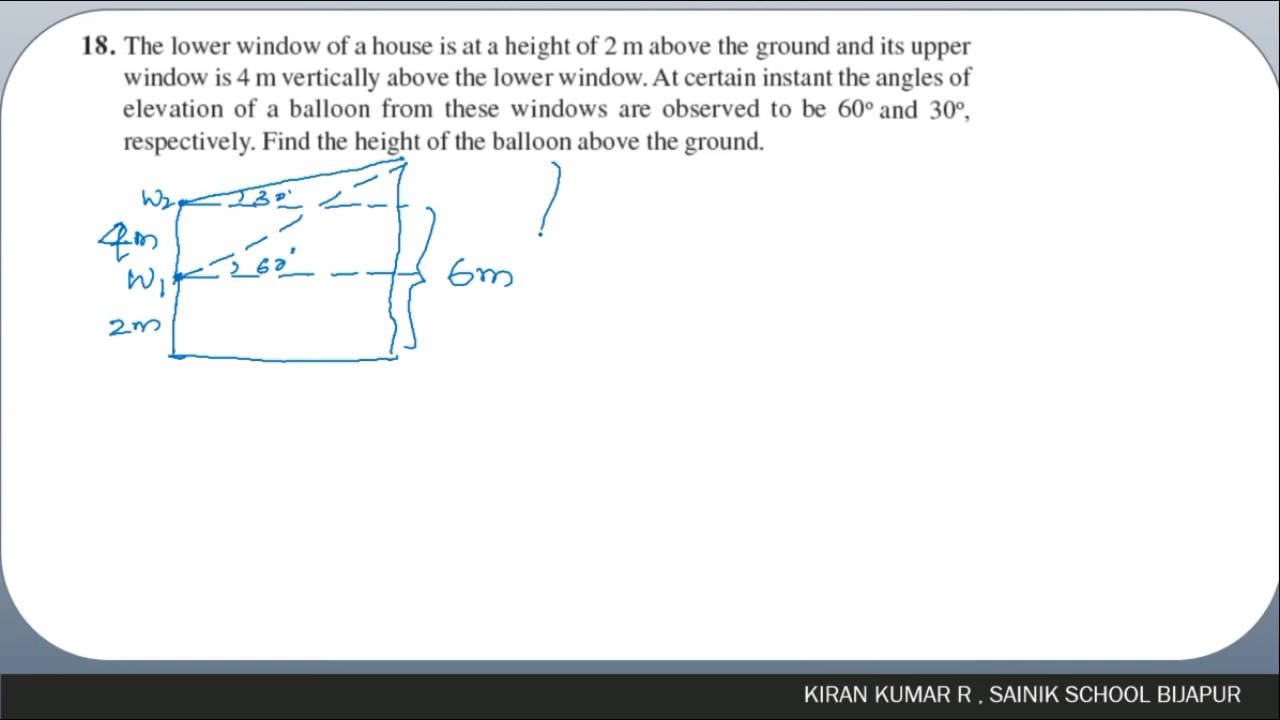 18. The lower window of a house is at a height of 2 m above the ground and its upper
window is 4 m vertically above the lower window. At certain instant the angles of
elevation of a balloon from these windows are observed to be 60º and 30º,
respectively. Find the height of the balloon above the ground.
W2 30°
4m
W1 60°
6m
2m
?
KIRAN KUMAR R , SAINIK SCHOOL BIJAPUR